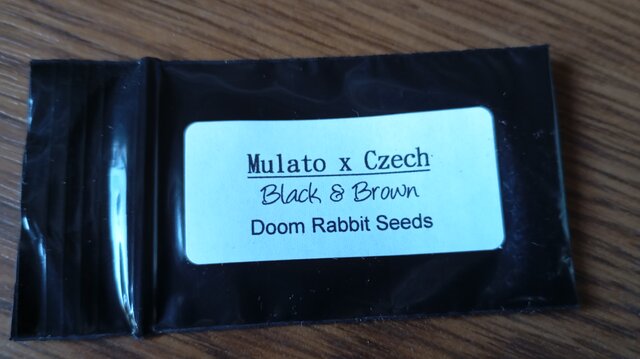 Mulato x Czech
Black & Brown
Doom Rabbit Seeds